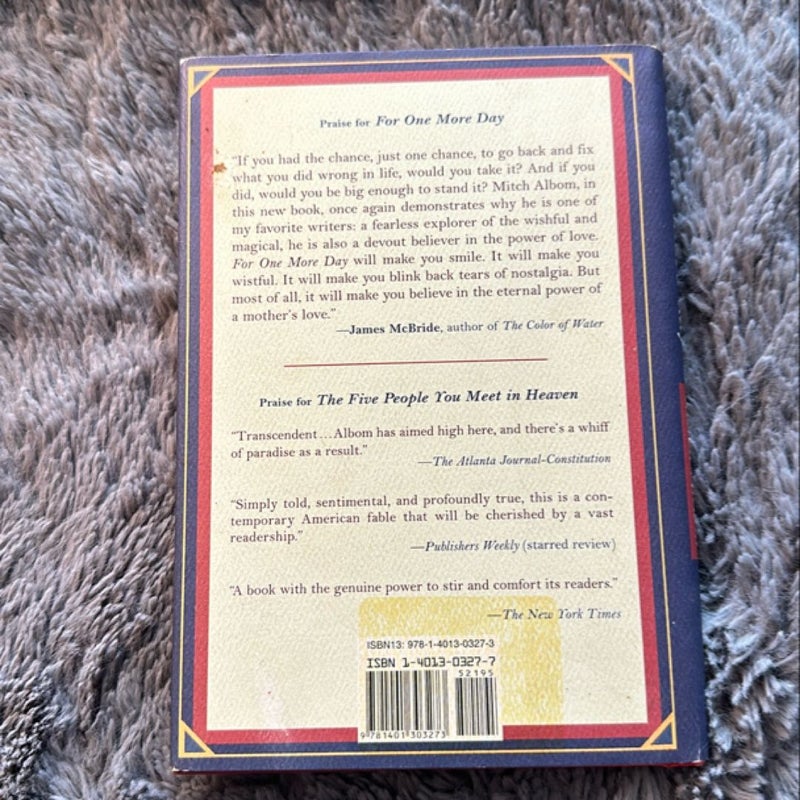 Praise for For One More Day
"If you had the chance, just one chance, to go back and fix
what you did wrong in life, would you take it? And if you
did, would you be big enough to stand it? Mitch Albom, in
this new book, once again demonstrates why he is one of
my favorite writers: a fearless explorer of the wishful and
magical, he is also a devout believer in the power of love.
For One More Day will make you smile. It will make you
wistful. It will make you blink back tears of nostalgia. But
most of all, it will make you believe in the eternal power of
a mother's love."
—James McBride, author of The Color of Water
Praise for The Five People You Meet in Heaven
"Transcendent…Albom has aimed high here, and there's a whiff
of paradise as a result."
—The Atlanta Journal-Constitution
"Simply told, sentimental, and profoundly true, this is a con-
temporary American fable that will be cherished by a vast
readership."
—Publishers Weekly (starred review)
"A book with the genuine power to stir and comfort its readers."
—The New York Times
ISBN13: 978-1-4013-0327-3
ISBN 1-4013-0327-7
52195
9 781401 303273